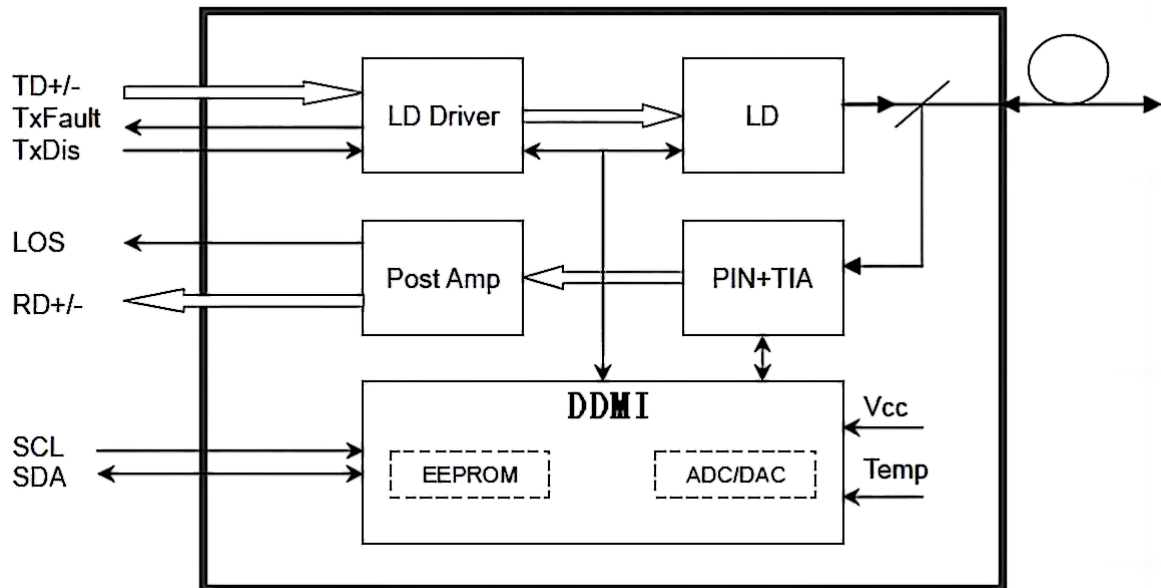 TD+/-
TxFault
TxDis
LD Driver
LD
LOS
RD+/-
Post Amp
PIN+TIA
DDMI
Vcc
SCL
SDA
EEPROM
ADC/DAC
Temp